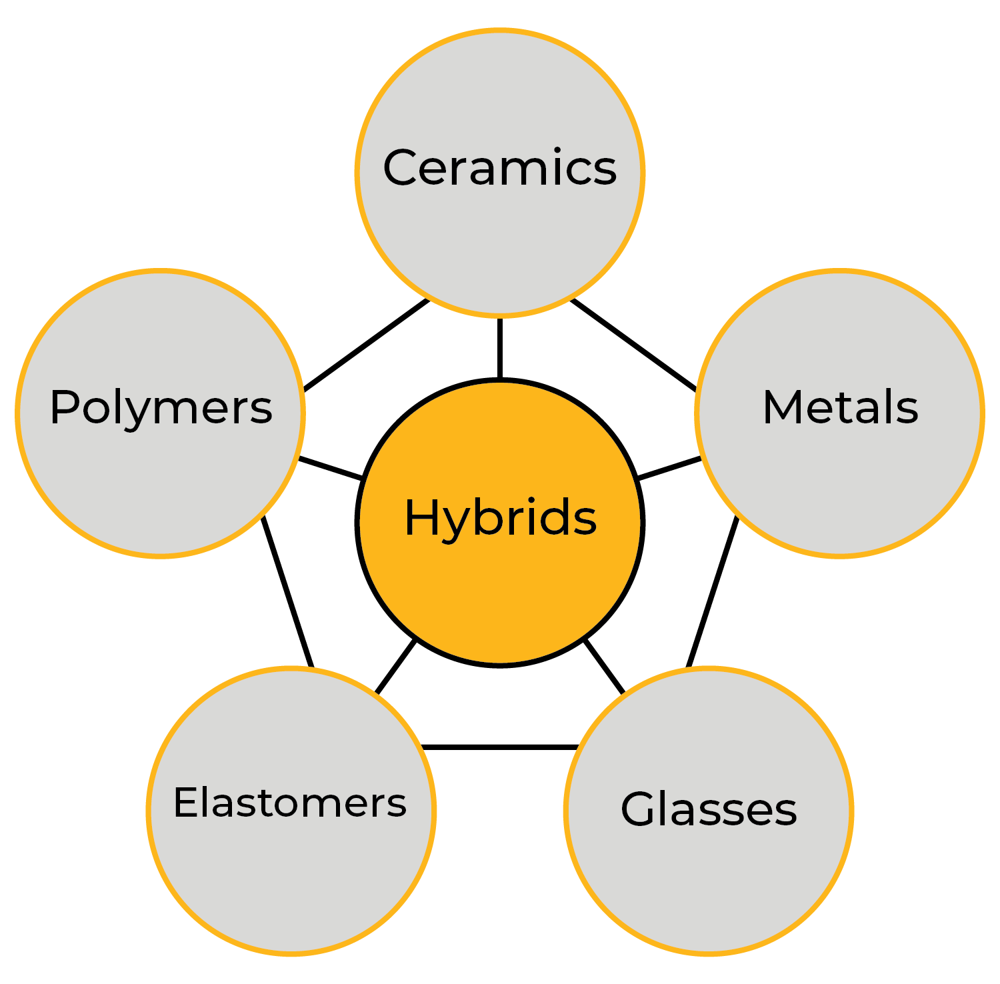 Ceramics
Polymers
Metals
Hybrids
Elastomers
Glasses